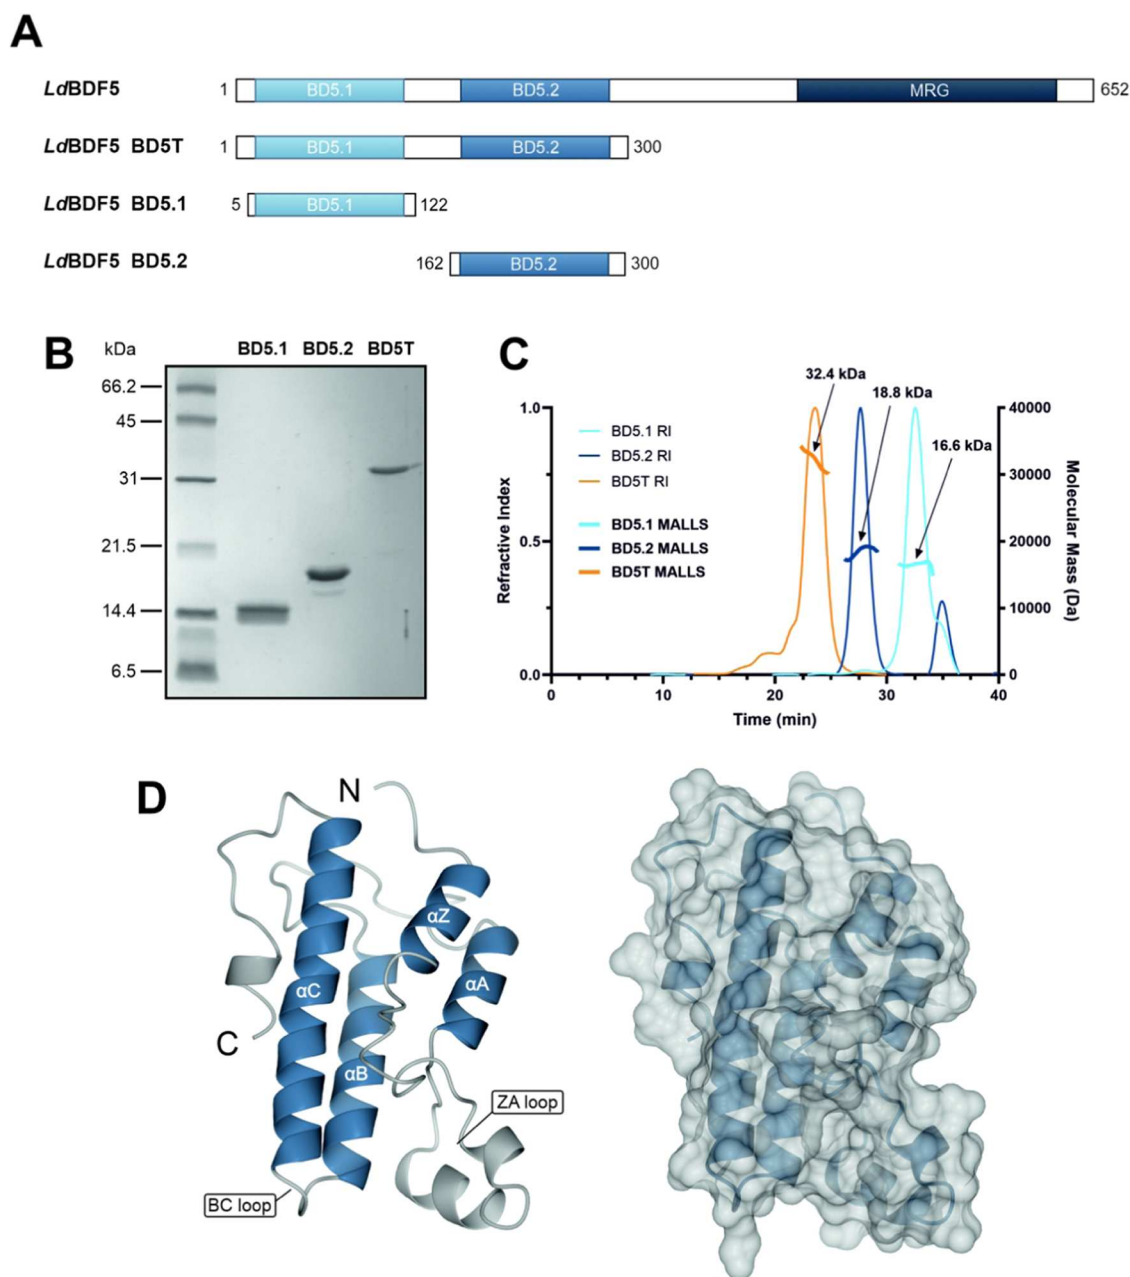 A
LdBDF5 1 BD5.1 BD5.2 MRG 652
LdBDF5 BD5T 1 BD5.1 BD5.2 300
LdBDF5 BD5.1 5 BD5.1 122
LdBDF5 BD5.2 162 BD5.2 300
B
kDa BD5.1 BD5.2 BD5T
66.2
45
31
21.5
14.4
6.5
C
32.4 kDa
18.8 kDa
16.6 kDa
1.0
0.5
0.0
Refractive Index
BD5.1 RI
BD5.2 RI
BD5T RI
BD5.1 MALLS
BD5.2 MALLS
BD5T MALLS
40000
30000
20000
10000
0
Molecular Mass (Da)
0 10 20 30 40
Time (min)
D
N
αZ
αA
αC
C
αB
ZA loop
BC loop